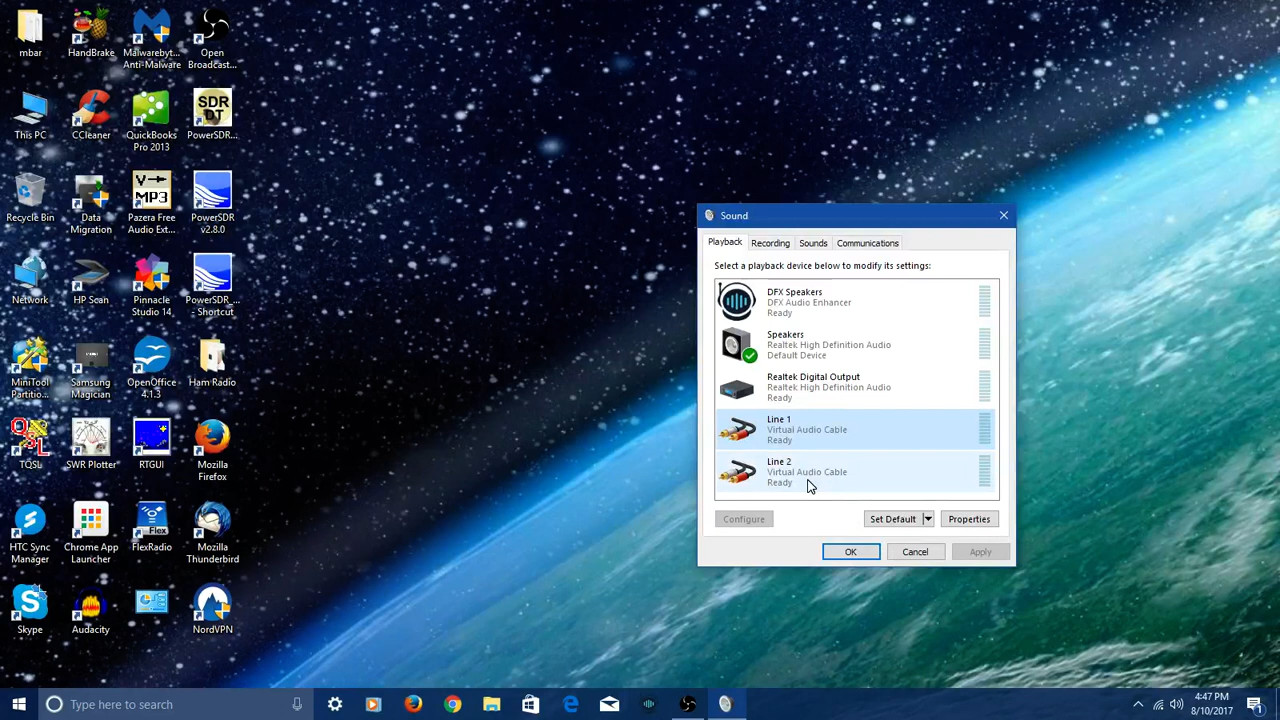 mbar
HandBrake
Malwarebyt...
Anti-Malware
Open
Broadcast...
This PC
CCleaner
QuickBooks
Pro 2013
SDR
DT
PowerSDR...
Recycle Bin
Data
Migration
V
MP3
Pazera Free
Audio Ext...
PowerSDR
v2.8.0
Network
HP Scan
Pinnacle
Studio 14
PowerSDR_...
Shortcut
MiniTool
Partitio...
Samsung
Magician
OpenOffice
4.1.3
Ham Radio
TQSL
SWR Plotter
RTGUI
Mozilla
Firefox
HTC Sync
Manager
Chrome App
Launcher
Flex
FlexRadio
Mozilla
Thunderbird
Skype
Audacity
NordVPN
Sound
Playback
Recording
Sounds
Communications
Select a playback device below to modify its settings:
DFX Speakers
DFX Audio Enhancer
Ready
Speakers
Realtek High Definition Audio
Default Device
Realtek Digital Output
Realtek High Definition Audio
Ready
Line 1
Virtual Audio Cable
Ready
Line 2
Virtual Audio Cable
Ready
Configure
Set Default
Properties
OK
Cancel
Apply
Type here to search
4:47 PM
8/10/2017